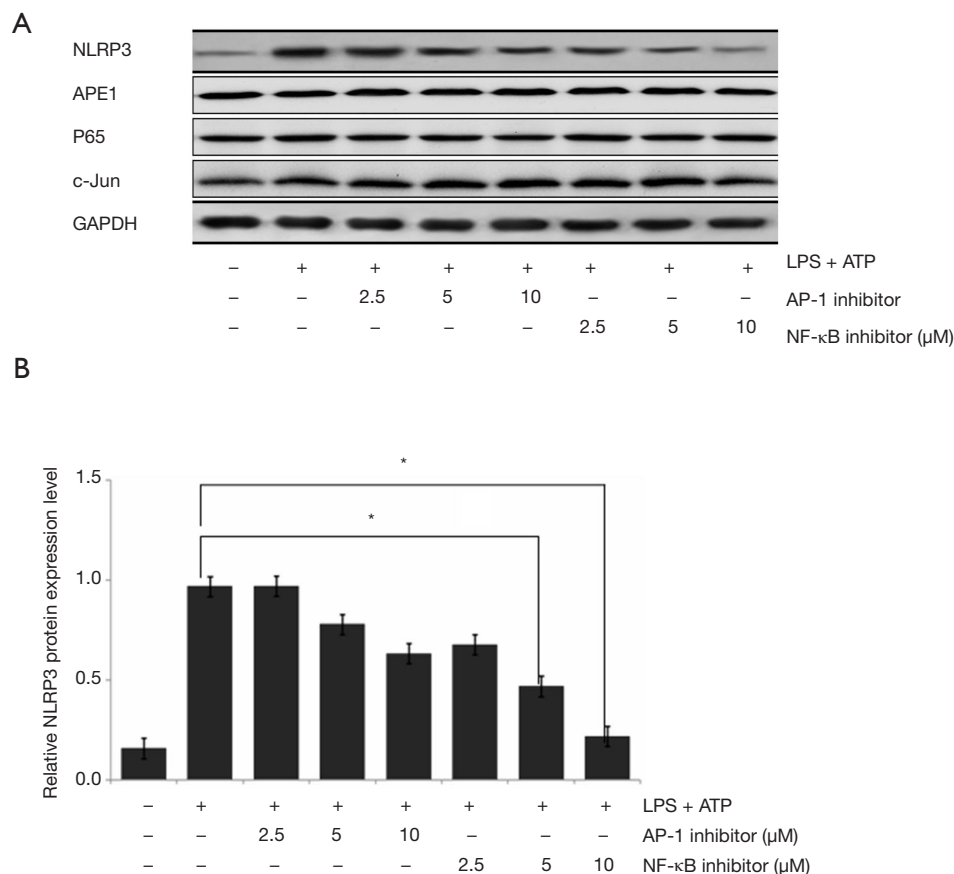 A
NLRP3
APE1
P65
c-Jun
GAPDH
– + + + + + + + LPS + ATP
– – 2.5 5 10 – – – AP-1 inhibitor
– – – – – 2.5 5 10 NF-κB inhibitor (µM)
B
Relative NLRP3 protein expression level
1.5
1.0
0.5
0.0
*
*
– + + + + + + + LPS + ATP
– – 2.5 5 10 – – – AP-1 inhibitor (µM)
– – – – – 2.5 5 10 NF-κB inhibitor (µM)